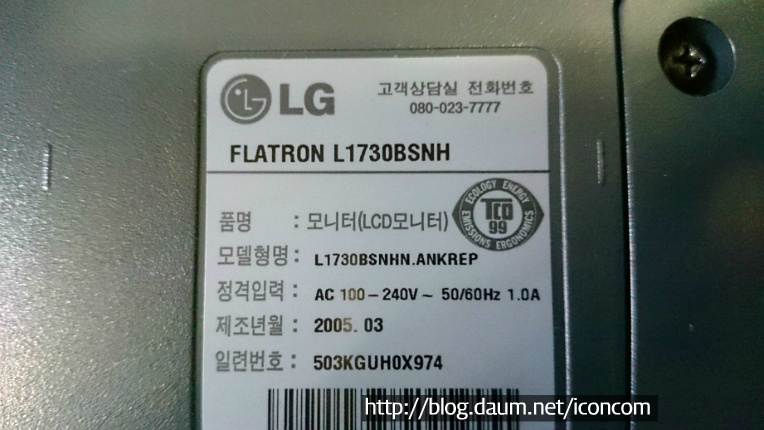 LG
고객상담실 전화번호
080-023-7777
FLATRON L1730BSNH
ECOLOGY ENERGY
TCO
99
EMISSIONS ERGONOMICS
품명 : 모니터(LCD모니터)
모델형명 : L1730BSNHN.ANKREP
정격입력 : AC 100-240V~ 50/60Hz 1.0A
제조년월 : 2005. 03
일련번호 : 503KGUH0X974
http://blog.daum.net/iconcom